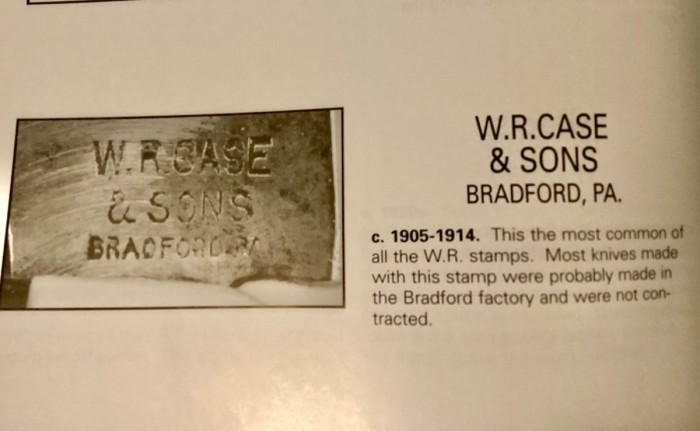 W.R.CASE
& SONS
BRADFORD, PA.
W.R.CASE
& SONS
BRADFORD, PA.
c. 1905-1914. This the most common of
all the W.R. stamps. Most knives made
with this stamp were probably made in
the Bradford factory and were not con-
tracted.